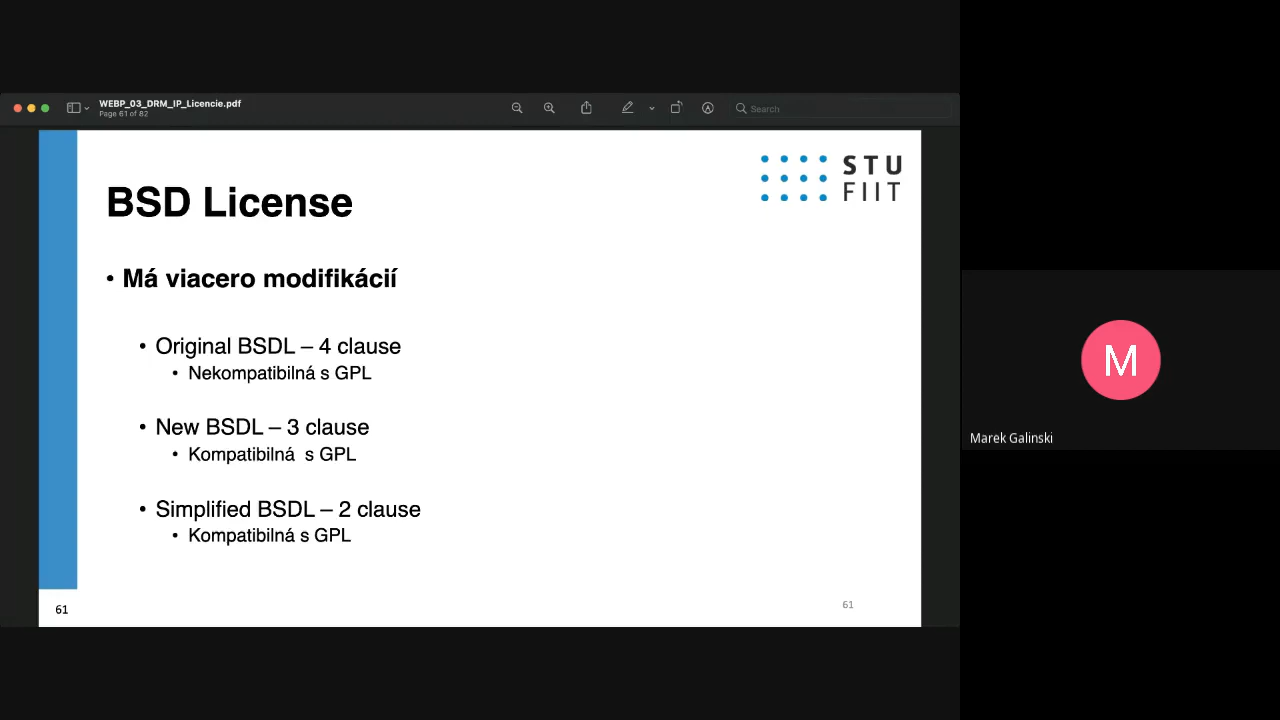 WEBP_03_DRM_IP_Licencie.pdf
Page 61 of 82
Search
STU
FIIT
BSD License
• Má viacero modifikácií
• Original BSDL – 4 clause
• Nekompatibilná s GPL
• New BSDL – 3 clause
• Kompatibilná  s GPL
• Simplified BSDL – 2 clause
• Kompatibilná s GPL
61
61
M
Marek Galinski